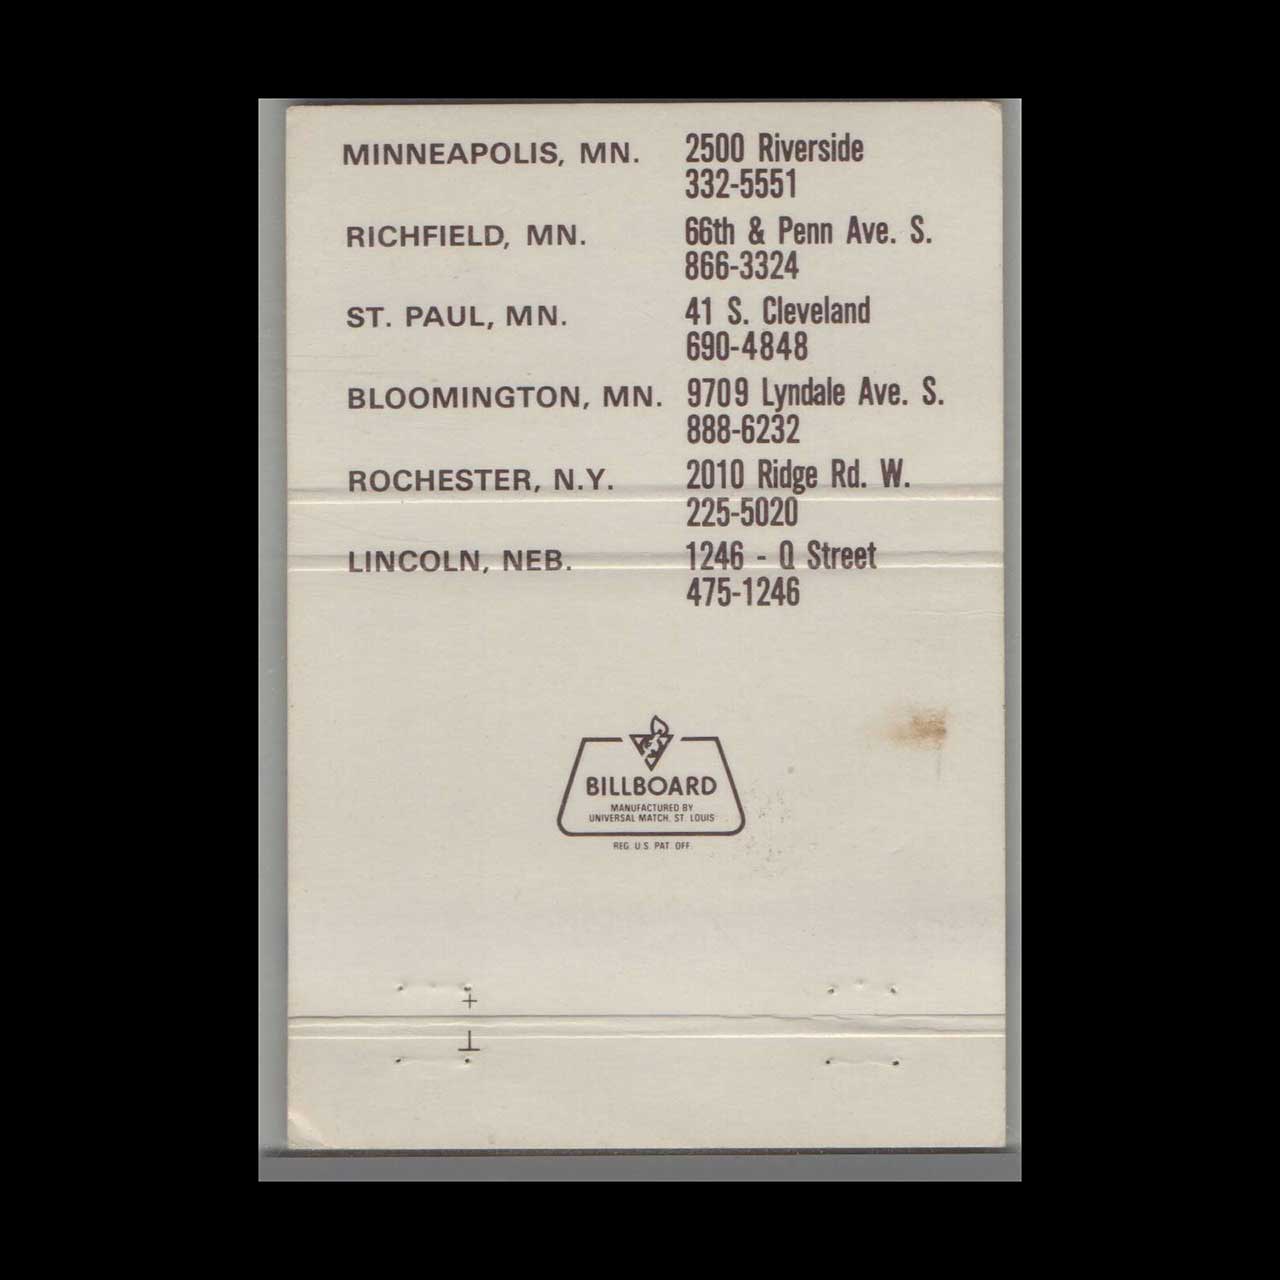 MINNEAPOLIS, MN. 2500 Riverside
332-5551
RICHFIELD, MN. 66th & Penn Ave. S.
866-3324
ST. PAUL, MN. 41 S. Cleveland
690-4848
BLOOMINGTON, MN. 9709 Lyndale Ave. S.
888-6232
ROCHESTER, N.Y. 2010 Ridge Rd. W.
225-5020
LINCOLN, NEB. 1246 - Q Street
475-1246
BILLBOARD
MANUFACTURED BY
UNIVERSAL MATCH, ST. LOUIS
REG. U.S. PAT. OFF.